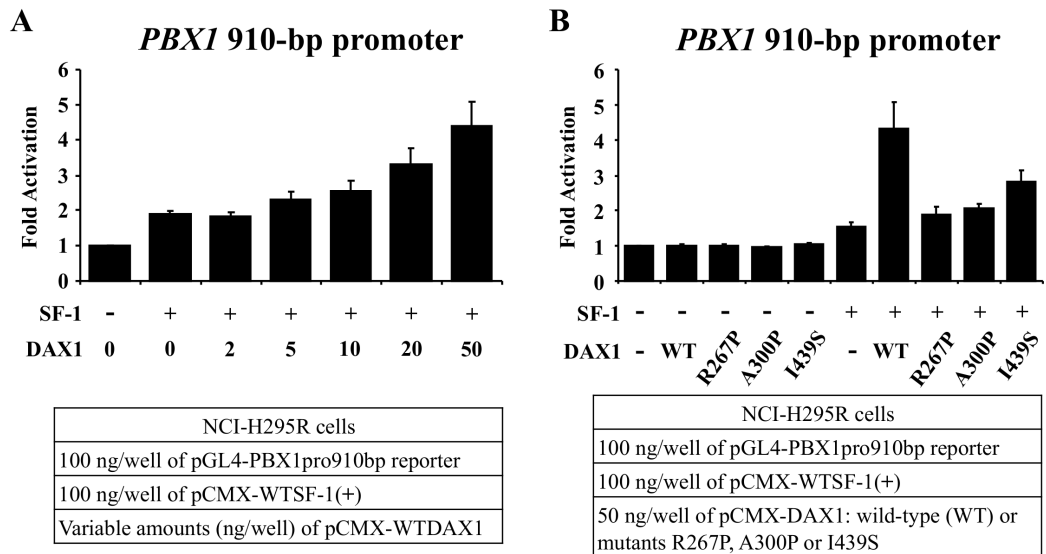 A
PBX1 910-bp promoter
Fold Activation
6
5
4
3
2
1
0
SF-1 - + + + + + +
DAX1 0 0 2 5 10 20 50
NCI-H295R cells
100 ng/well of pGL4-PBX1pro910bp reporter
100 ng/well of pCMX-WTSF-1(+)
Variable amounts (ng/well) of pCMX-WTDAX1
B
PBX1 910-bp promoter
Fold Activation
6
5
4
3
2
1
0
SF-1 - - - - - + + + + +
DAX1 - WT R267P A300P I439S - WT R267P A300P I439S
NCI-H295R cells
100 ng/well of pGL4-PBX1pro910bp reporter
100 ng/well of pCMX-WTSF-1(+)
50 ng/well of pCMX-DAX1: wild-type (WT) or
mutants R267P, A300P or I439S